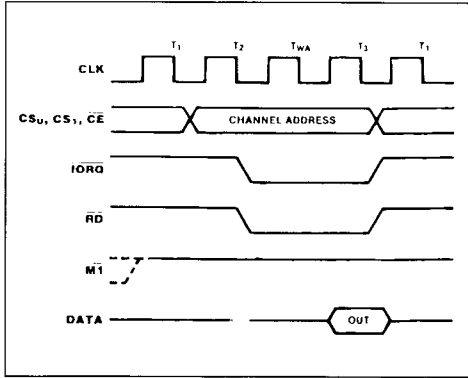 T1 T2 TWA T3 T1
CLK
CS0, CS1, CE CHANNEL ADDRESS
IORQ
RD
M1
DATA OUT